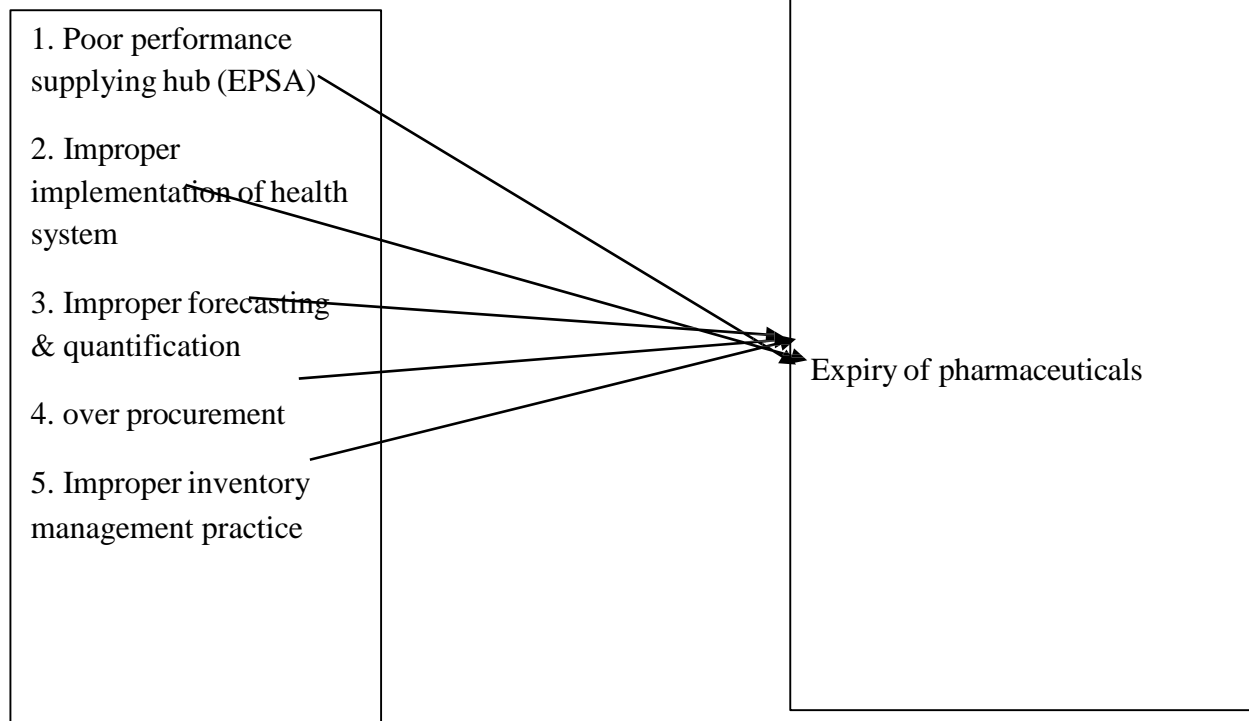 1. Poor performance
supplying hub (EPSA)
2. Improper
implementation of health
system
3. Improper forecasting
& quantification
4. over procurement
5. Improper inventory
management practice
Expiry of pharmaceuticals